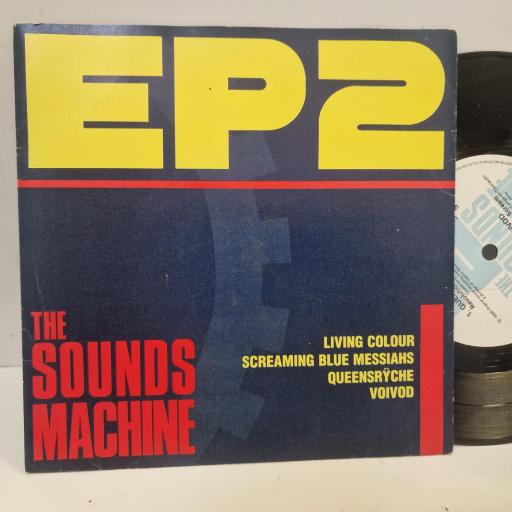 EP2
THE
SOUNDS
MACHINE
LIVING COLOUR
SCREAMING BLUE MESSIAHS
QUEENSRŸCHE
VOIVOD